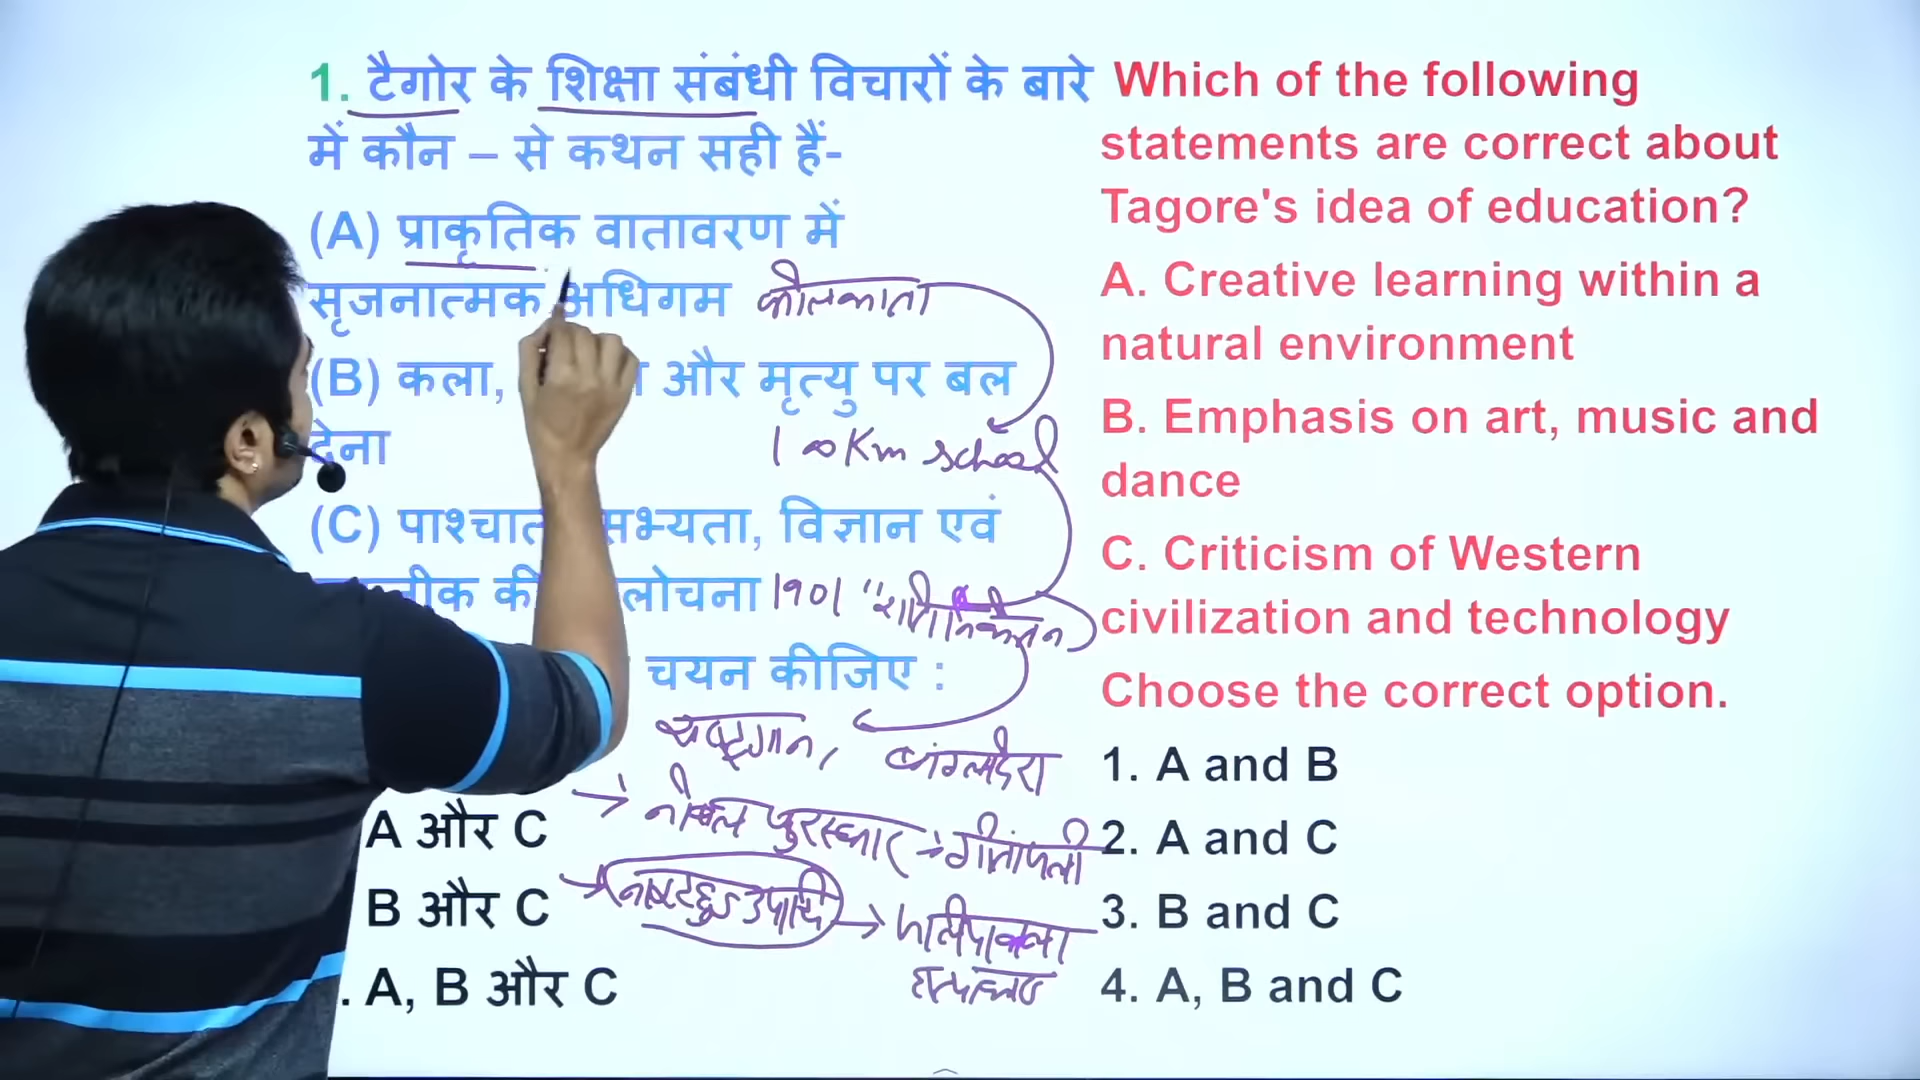 1. टैगोर के शिक्षा संबंधी विचारों के बारे
में कौन – से कथन सही हैं-
(A) प्राकृतिक वातावरण में
सृजनात्मक अधिगम
कोलकाता
(B) कला, और मृत्यु पर बल
देना
100 Km school
(C) सभ्यता, विज्ञान एवं
1901 "शांतिनिकेतन
चयन कीजिए :
राष्ट्रगान, बांग्लादेश
A और C
→ नोबेल पुरस्कार → गीतांजली
B और C
→ नाइटहुड उपाधि → जलियावाला
हत्याकांड
. A, B और C
Which of the following
statements are correct about
Tagore's idea of education?
A. Creative learning within a
natural environment
B. Emphasis on art, music and
dance
C. Criticism of Western
civilization and technology
Choose the correct option.
1. A and B
2. A and C
3. B and C
4. A, B and C